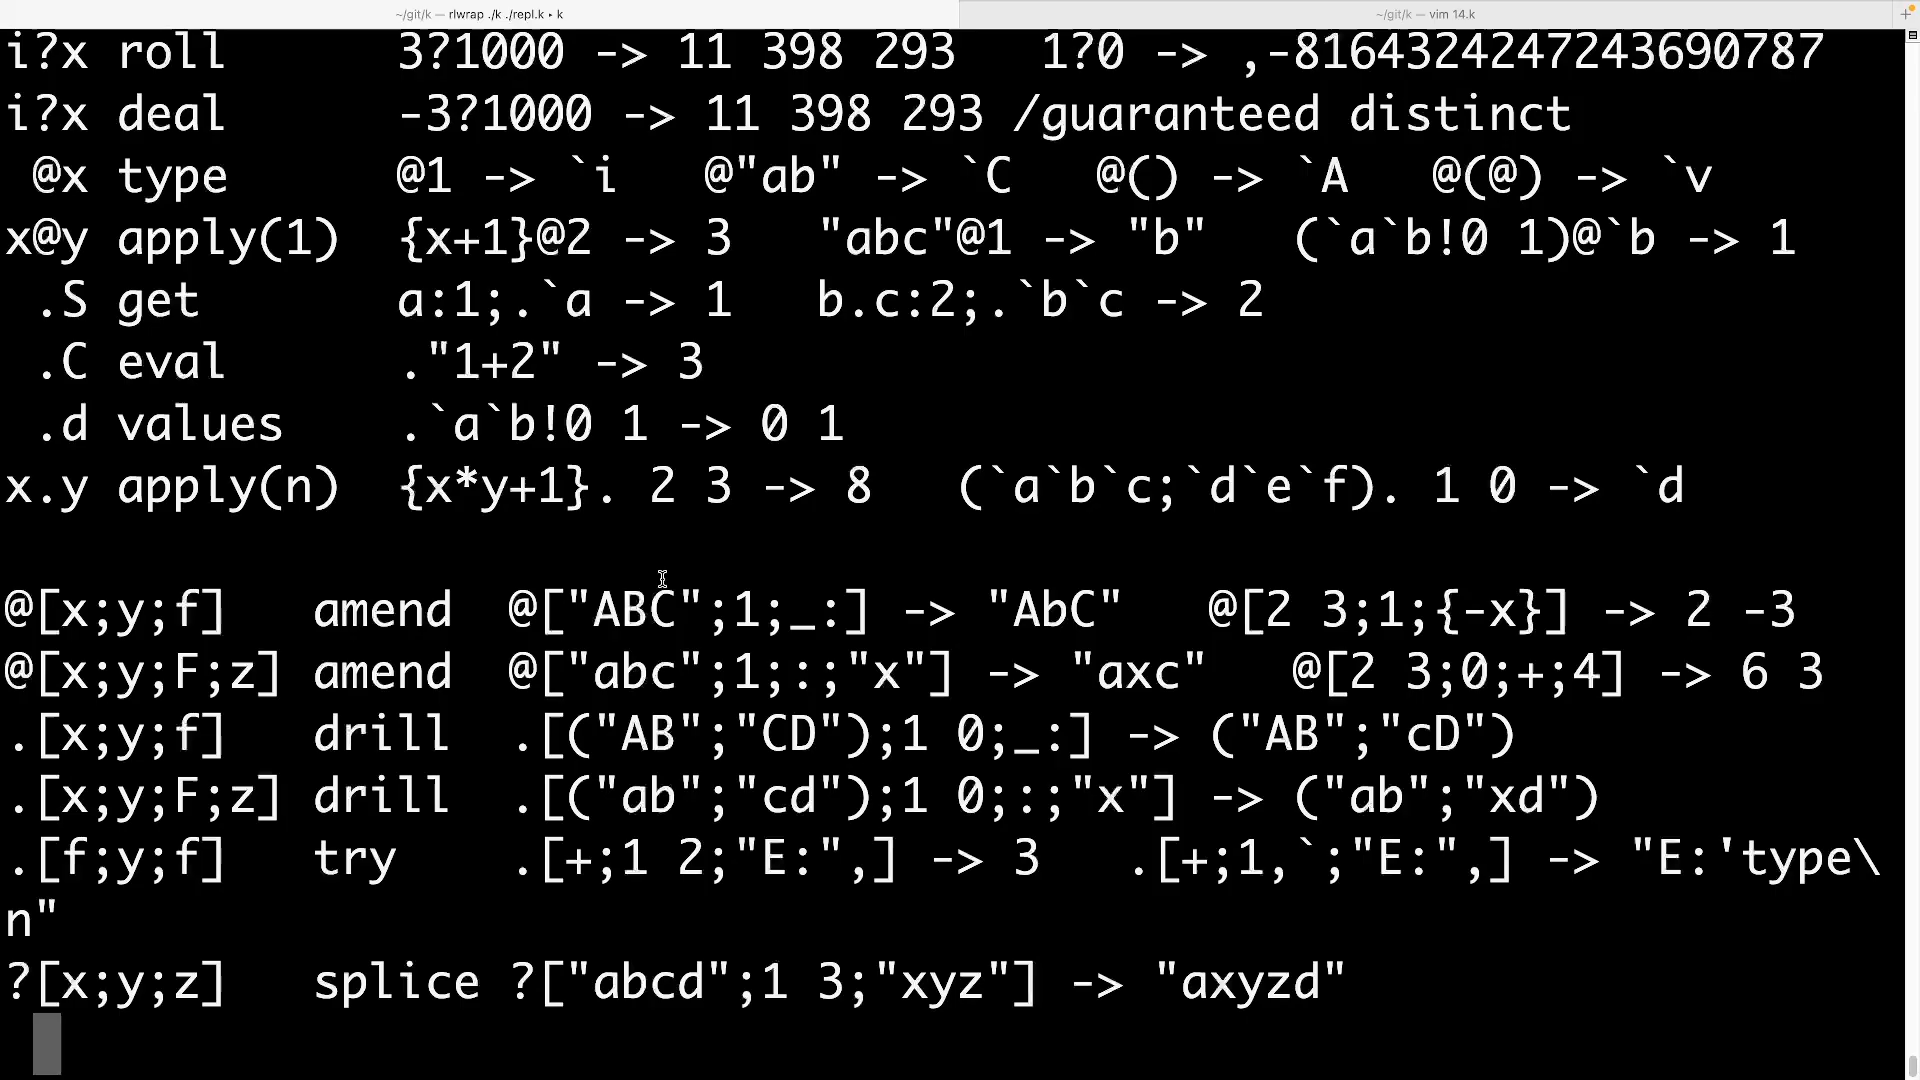 ~/git/k — rlwrap ./k ./repl.k ▸ k
~/git/k — vim 14.k
i?x roll      3?1000 -> 11 398 293   1?0 -> ,-8164324247243690787
i?x deal      -3?1000 -> 11 398 293 /guaranteed distinct
 @x type      @1 -> `i   @"ab" -> `C   @() -> `A   @(@) -> `v
x@y apply(1)  {x+1}@2 -> 3   "abc"@1 -> "b"   (`a`b!0 1)@`b -> 1
 .S get       a:1;.`a -> 1   b.c:2;.`b`c -> 2
 .C eval      ."1+2" -> 3
 .d values    .`a`b!0 1 -> 0 1
x.y apply(n)  {x*y+1}. 2 3 -> 8   (`a`b`c;`d`e`f). 1 0 -> `d
@[x;y;f]   amend  @["ABC";1;_:] -> "AbC"   @[2 3;1;{-x}] -> 2 -3
@[x;y;F;z] amend  @["abc";1;:;"x"] -> "axc"   @[2 3;0;+;4] -> 6 3
.[x;y;f]   drill  .[("AB";"CD");1 0;_:] -> ("AB";"cD")
.[x;y;F;z] drill  .[("ab";"cd");1 0;:;"x"] -> ("ab";"xd")
.[f;y;f]   try    .[+;1 2;"E:",] -> 3   .[+;1,`;"E:",] -> "E:'type\
n"
?[x;y;z]   splice ?["abcd";1 3;"xyz"] -> "axyzd"